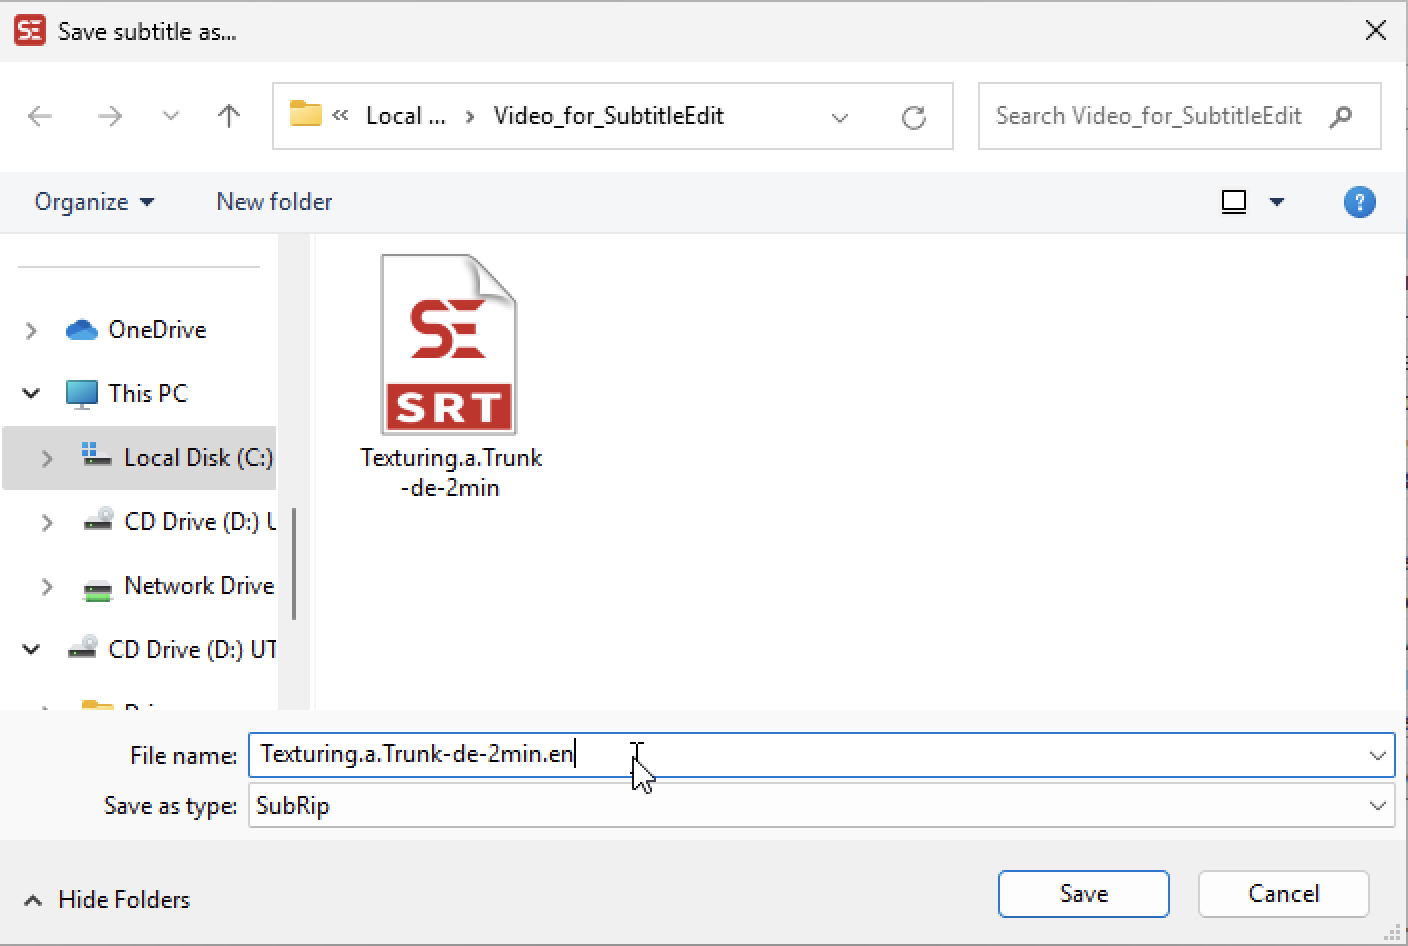 SE Save subtitle as...
« Local ... › Video_for_SubtitleEdit
Search Video_for_SubtitleEdit
Organize
New folder
?
OneDrive
This PC
Local Disk (C:)
CD Drive (D:) U
Network Drive
CD Drive (D:) UT
SE
SRT
Texturing.a.Trunk
-de-2min
File name: Texturing.a.Trunk-de-2min.en
Save as type: SubRip
Hide Folders
Save
Cancel